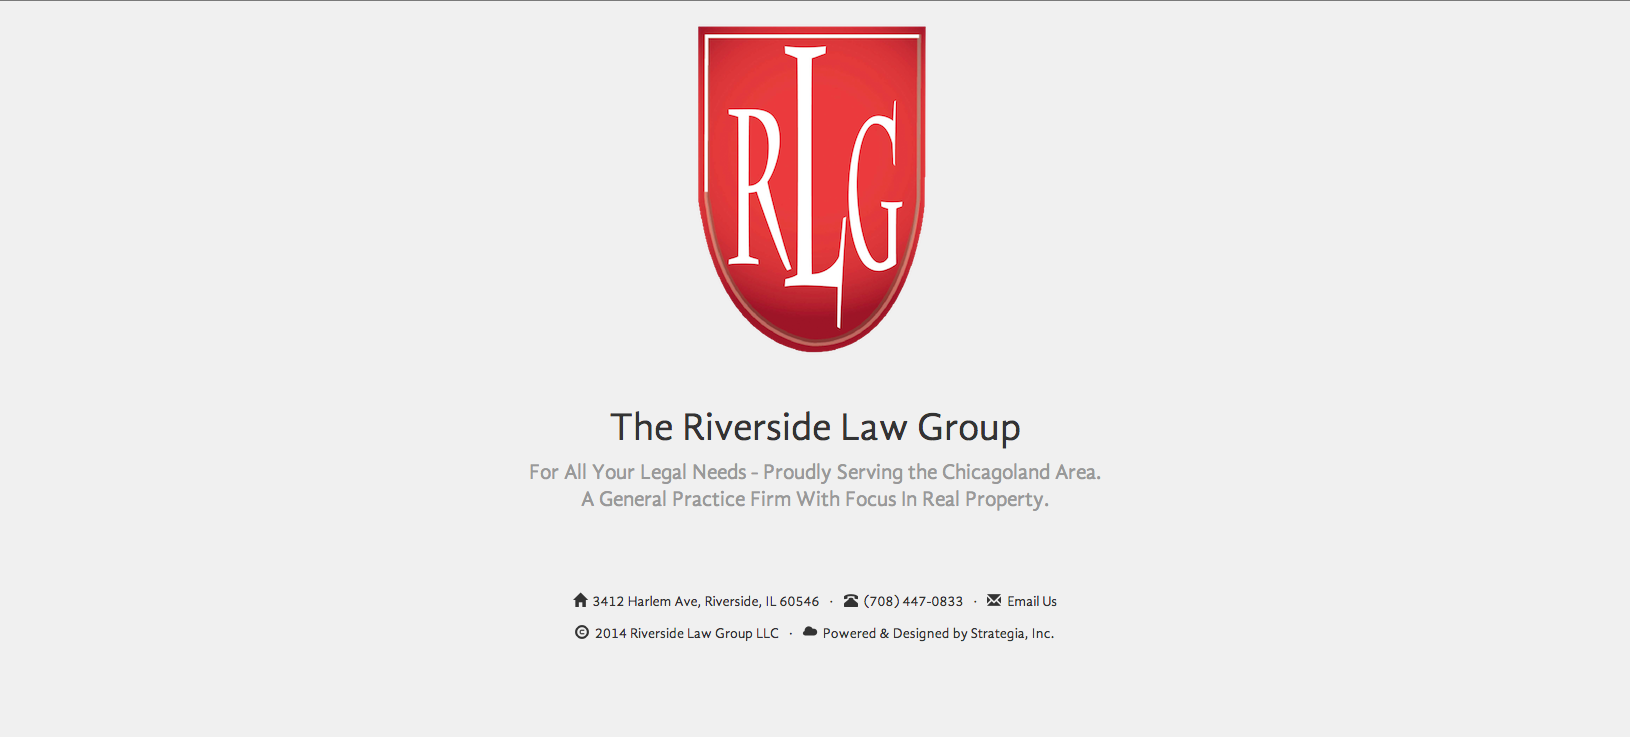 RLG
The Riverside Law Group
For All Your Legal Needs - Proudly Serving the Chicagoland Area.
A General Practice Firm With Focus In Real Property.
3412 Harlem Ave, Riverside, IL 60546 · (708) 447-0833 · Email Us
© 2014 Riverside Law Group LLC · Powered & Designed by Strategia, Inc.